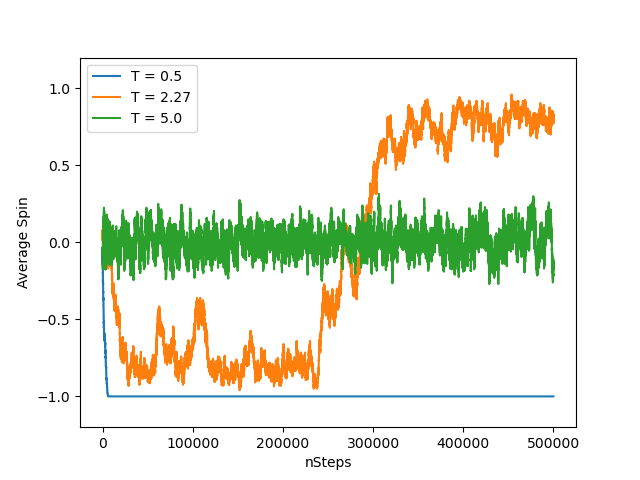 T = 0.5
T = 2.27
T = 5.0
1.0
0.5
0.0
−0.5
−1.0
Average Spin
0 100000 200000 300000 400000 500000
nSteps